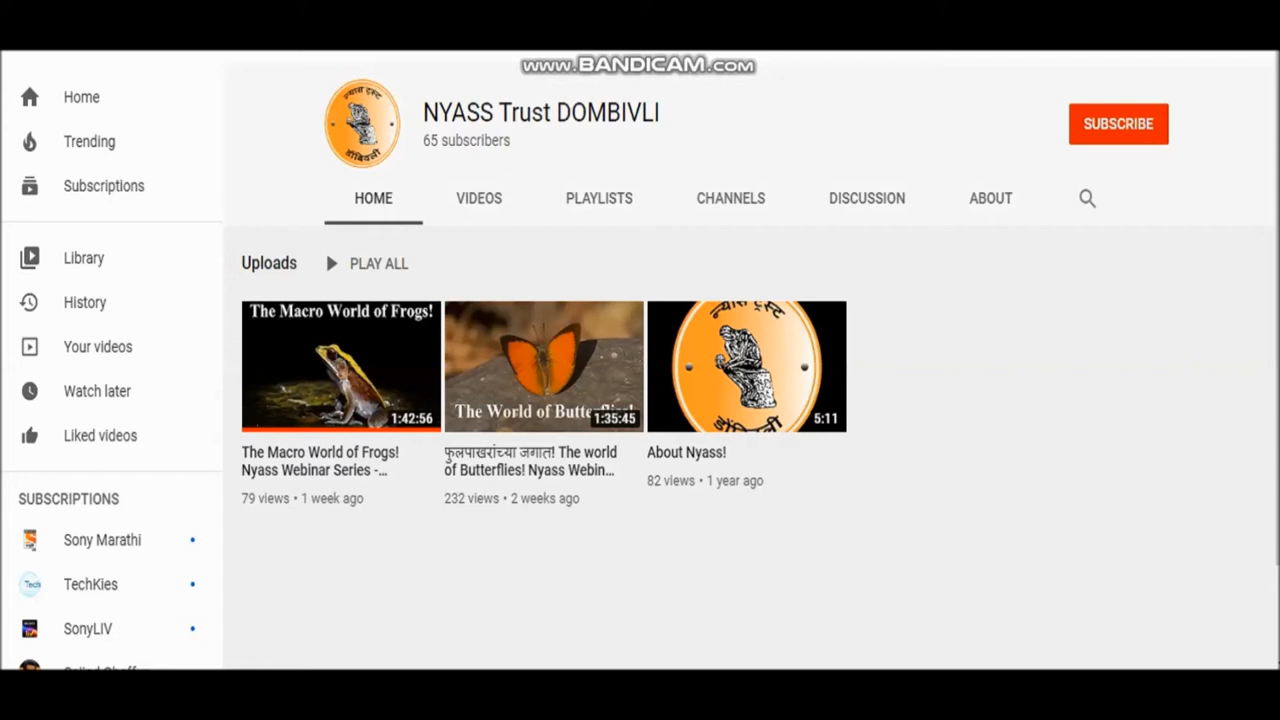 www.BANDICAM.com
Home
Trending
Subscriptions
Library
History
Your videos
Watch later
Liked videos
SUBSCRIPTIONS
Sony Marathi
TechKies
SonyLIV
न्यास ट्रस्ट
डोंबिवली
NYASS Trust DOMBIVLI
65 subscribers
SUBSCRIBE
HOME VIDEOS PLAYLISTS CHANNELS DISCUSSION ABOUT
Uploads PLAY ALL
The Macro World of Frogs!
1:42:56
The Macro World of Frogs!
Nyass Webinar Series -...
79 views • 1 week ago
The World of Butterflies!
1:35:45
फुलपाखरांच्या जगात! The world
of Butterflies! Nyass Webin...
232 views • 2 weeks ago
न्यास ट्रस्ट
डोंबिवली
5:11
About Nyass!
82 views • 1 year ago